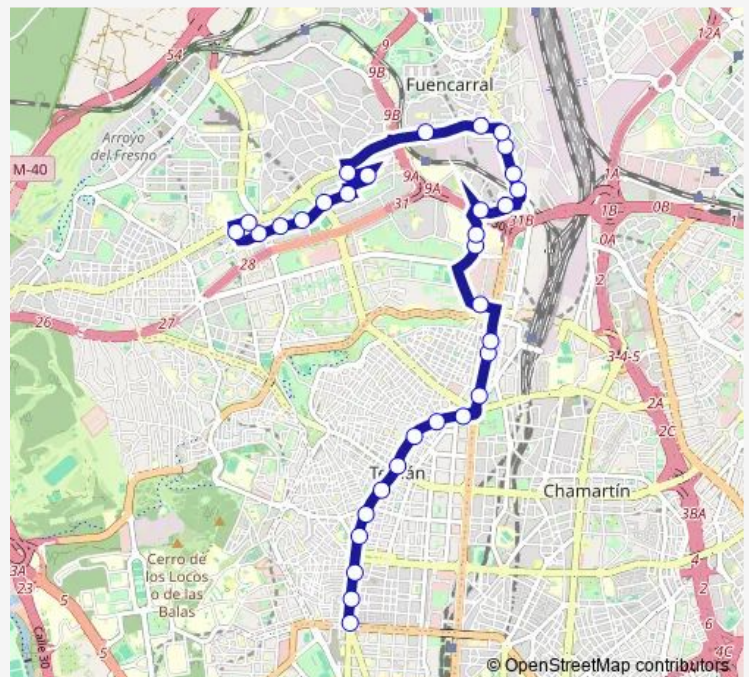 12A
54
9
9B
Fuencarral
9B
Arroyo
del Fresno
M-40
9A
9A
1A
31
31B
1B
0B
1
0A
28
2
26
27
3-4-5
2A
2C
Chamartín
3BA
Cerro de
los Locos
o de las
Balas
3A
23
5
4
2
6
Calle 30
5
4C
© OpenStreetMap contributors